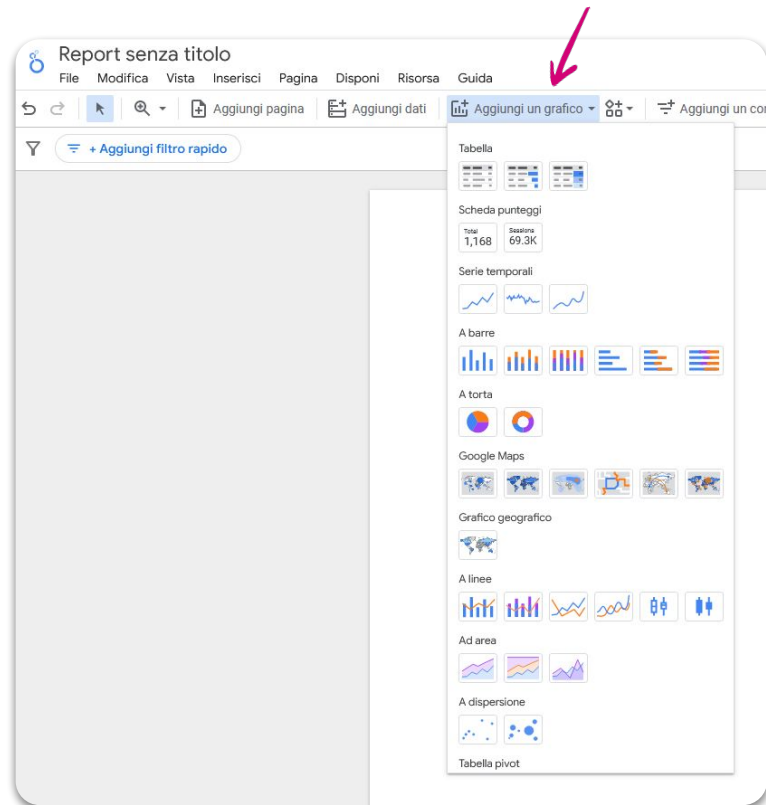 Report senza titolo
File Modifica Vista Inserisci Pagina Disponi Risorsa Guida
Aggiungi pagina Aggiungi dati Aggiungi un grafico Aggiungi un
+ Aggiungi filtro rapido
Tabella
Scheda punteggi
Total
1,168
Sessions
69.3K
Serie temporali
A barre
A torta
Google Maps
Grafico geografico
A linee
Ad area
A dispersione
Tabella pivot